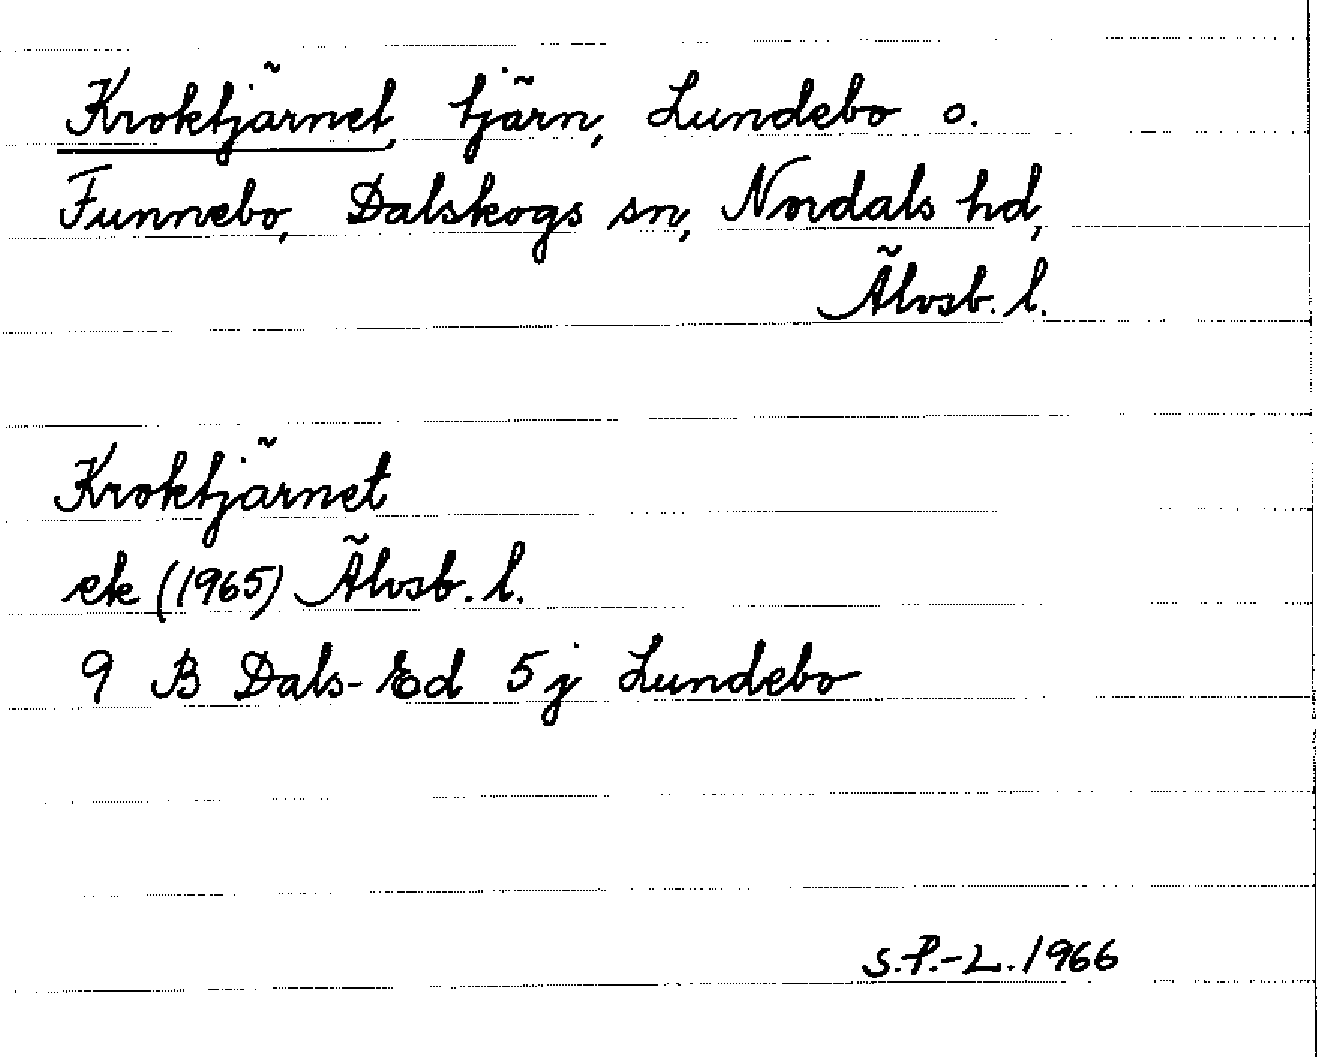 Kroktjärnet, tjärn, Lundebo o.
Funnebo, Dalskogs sn, Nordals hd,
Älvsb. l.
Kroktjärnet
ek (1965) Älvsb. l.
9 B Dals-Ed 5 j Lundebo
S.P.-L. 1966